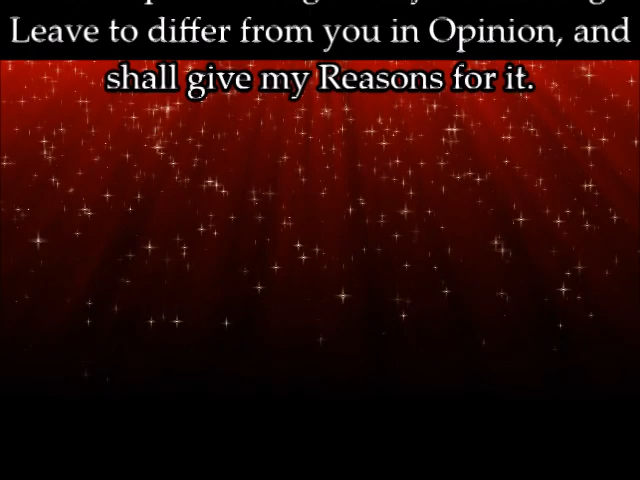 Leave to differ from you in Opinion, and
shall give my Reasons for it.